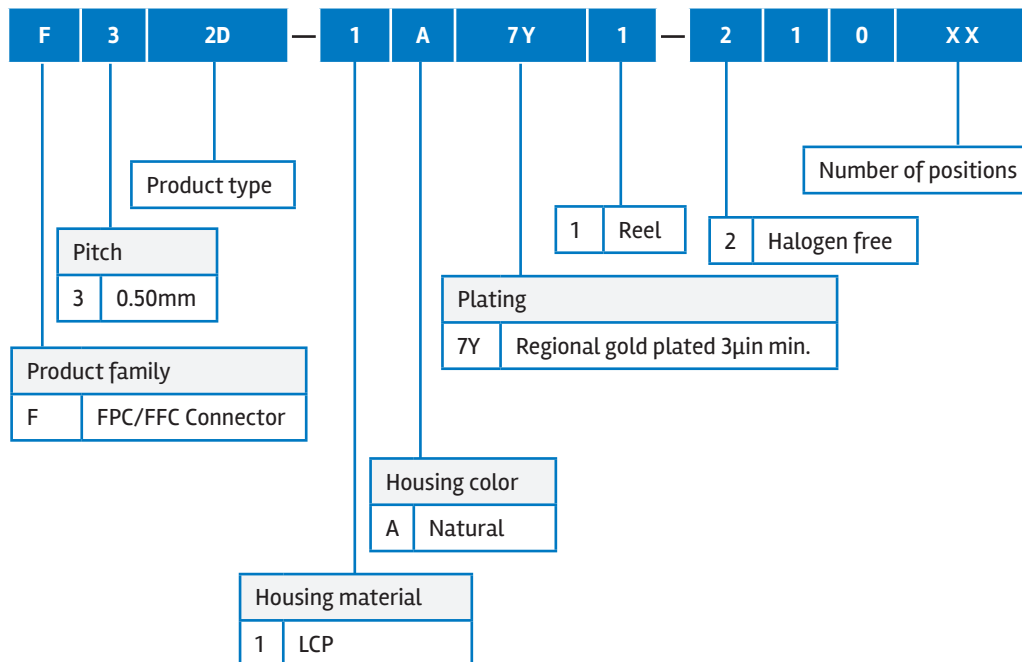 F 3 2D — 1 A 7Y 1 — 2 1 0 X X
Product type
Number of positions
1 Reel
2 Halogen free
Pitch
3 0.50mm
Plating
7Y Regional gold plated 3µin min.
Product family
F FPC/FFC Connector
Housing color
A Natural
Housing material
1 LCP